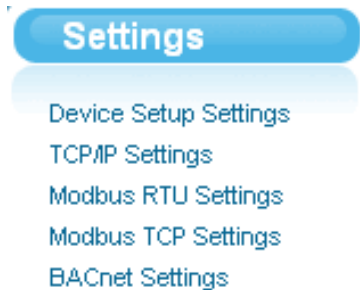 Settings
Device Setup Settings
TCP/IP Settings
Modbus RTU Settings
Modbus TCP Settings
BACnet Settings